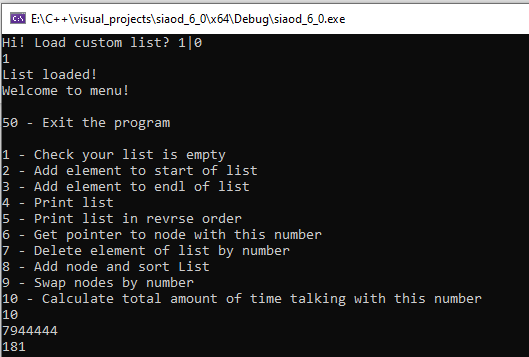 E:\C++\visual_projects\siaod_6_0\x64\Debug\siaod_6_0.exe
Hi! Load custom list? 1|0
1
List loaded!
Welcome to menu!
50 - Exit the program
1 - Check your list is empty
2 - Add element to start of list
3 - Add element to endl of list
4 - Print list
5 - Print list in revrse order
6 - Get pointer to node with this number
7 - Delete element of list by number
8 - Add node and sort List
9 - Swap nodes by number
10 - Calculate total amount of time talking with this number
10
7944444
181